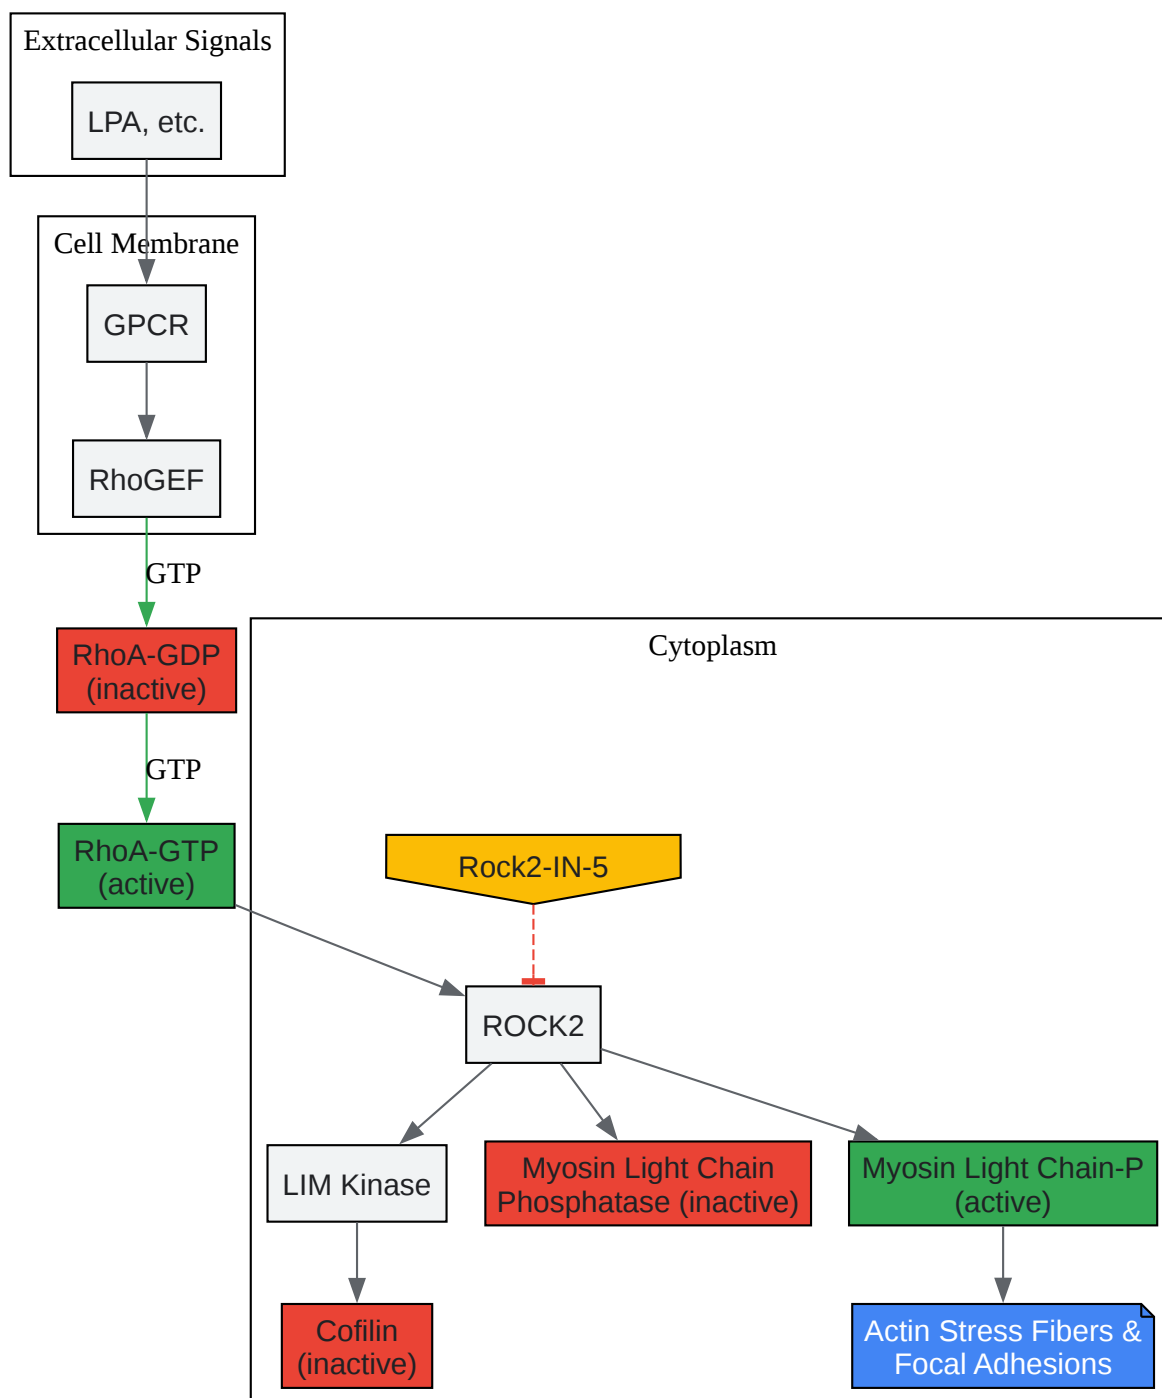 Extracellular Signals
LPA, etc.
Cell Membrane
GPCR
RhoGEF
GTP
RhoA-GDP
(inactive)
Cytoplasm
GTP
RhoA-GTP
(active)
Rock2-IN-5
ROCK2
LIM Kinase
Myosin Light Chain
Phosphatase (inactive)
Myosin Light Chain-P
(active)
Cofilin
(inactive)
Actin Stress Fibers &
Focal Adhesions